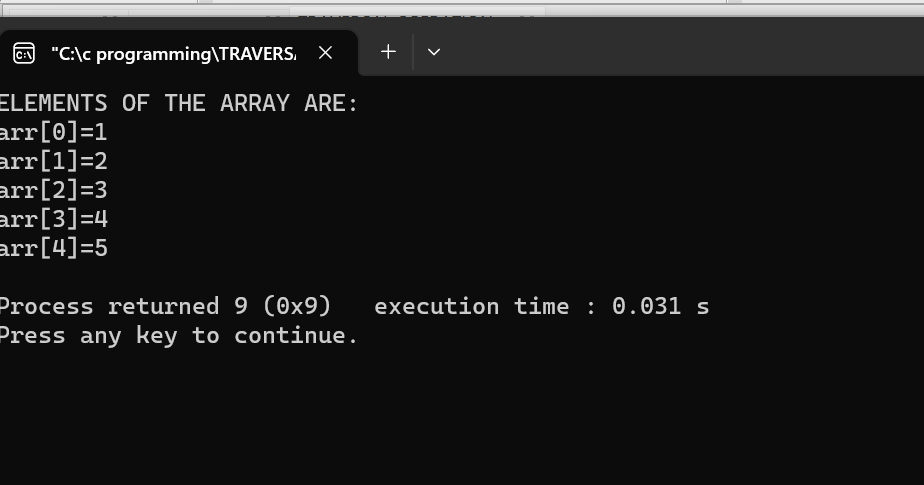 "C:\c programming\TRAVERSA
ELEMENTS OF THE ARRAY ARE:
arr[0]=1
arr[1]=2
arr[2]=3
arr[3]=4
arr[4]=5
Process returned 9 (0x9)   execution time : 0.031 s
Press any key to continue.